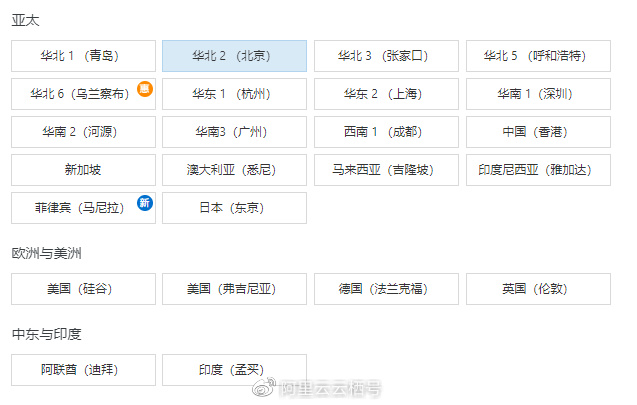 亚太
华北 1 （青岛） 华北 2 （北京） 华北 3 （张家口） 华北 5 （呼和浩特）
华北 6（乌兰察布） 惠 华东 1 （杭州） 华东 2 （上海） 华南 1（深圳）
华南 2（河源） 华南3（广州） 西南 1 （成都） 中国（香港）
新加坡 澳大利亚（悉尼） 马来西亚（吉隆坡） 印度尼西亚（雅加达）
菲律宾（马尼拉） 新 日本（东京）
欧洲与美洲
美国（硅谷） 美国（弗吉尼亚） 德国（法兰克福） 英国（伦敦）
中东与印度
阿联酋（迪拜） 印度（孟买）
阿里云云栖号